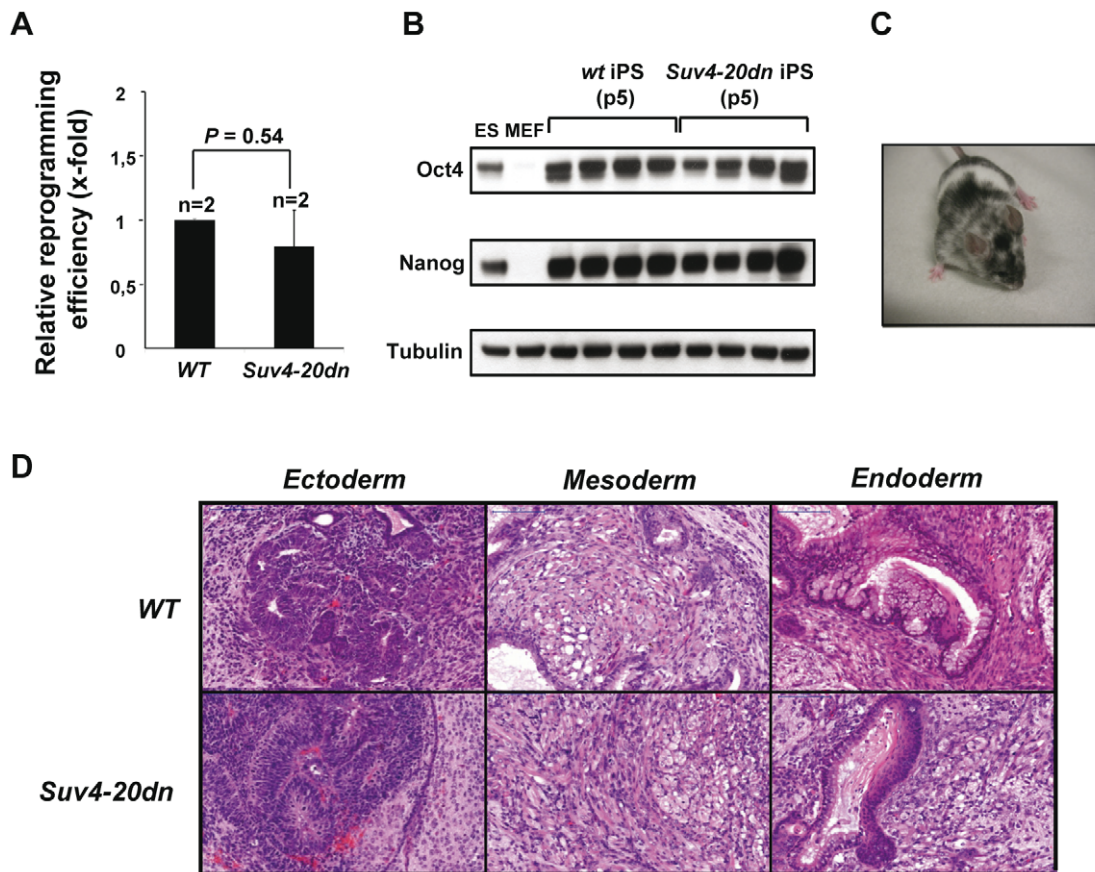 A
Relative reprogramming
efficiency (x-fold)
2
1,5
1
0,5
0
P = 0.54
n=2
n=2
WT
Suv4-20dn
B
wt iPS
(p5)
Suv4-20dn iPS
(p5)
ES MEF
Oct4
Nanog
Tubulin
C
D
Ectoderm
Mesoderm
Endoderm
WT
Suv4-20dn